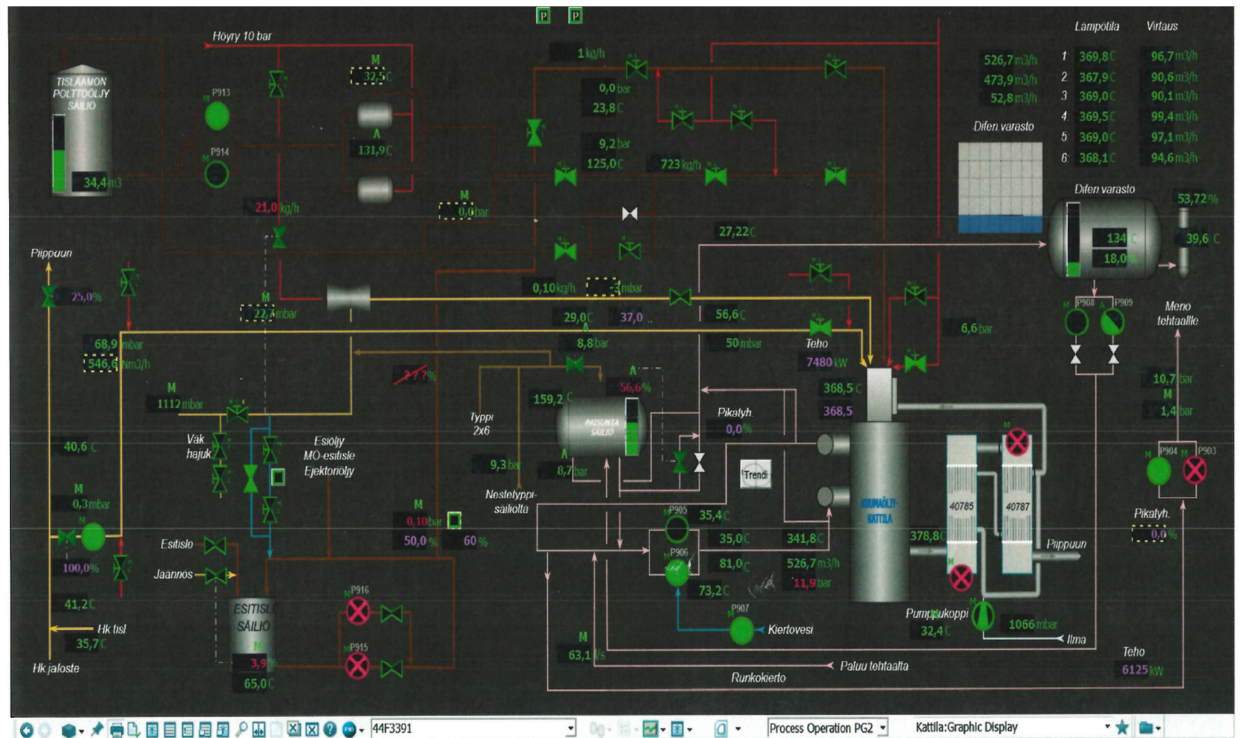 P
P
Höyry 10 bar
Lämpötila
Virtaus
1 kg/h
526,7 m3/h
473,9 m3/h
52,8 m3/h
1: 369,8 C 96,7 m3/h
2 367,9 C 90,6 m3/h
3 369,0 C 90,1 m3/h
4 369,5 C 99,4 m3/h
5 369,0 C 97,1 m3/h
6: 368,1 C 94,6 m3/h
M
32,5 C
TISLAAMON
POLTTOÖLJY
SÄILIÖ
34,4 m3
M P913
M P914
A
131,9 C
0,0 bar
23,8 C
9,2 bar
125,0 C
723 kg/h
Difen varasto
Difen varasto
53,72 %
134 C
18,0
39,6 C
21,0 kg/h
M
0,0 bar
27,22 C
Piippuun
25,0 %
0,10 kg/h
mbar
M
mbar
29,0 C
37,0
56,6 C
A
8,8 bar
50 mbar
Teho
7480 kW
6,6 bar
M P908
A P909
Meno
tehtaallle
68,9 mbar
546,6 Nm3/h
???%
M
1112 mbar
159,2 C
A
56,6 %
368,5 C
368,5
10,7 bar
M
1,4 bar
Typpi
2x6
PAISUNTA
SÄILIÖ
Pikatyh.
0,0 %
40,6 C
Väk
hajuk
Esiöljy
MO-esitisle
Ejektoriöljy
9,3 bar
A
8,7 bar
Trendi
M P904
M P903
Nestetyppi-
säiliöltä
KUUMAÖLJY-
KATTILA
40785
40787
M
M
M
0,3 mbar
M
M
0,10 bar
50,0 %
60 %
P905
35,4 C
Pikatyh.
0,0 %
Esitislo
100,0 %
M P906
35,0 C
81,0 C
73,2 C
341,8 C
526,7 m3/h
11,9 bar
378,8 C
Piippuun
Jäännös
41,2 C
ESITISLE
SÄILIÖ
M
3,9
65,0 C
M P916
M P915
M P907
Kiertovesi
Pumppukoppi
32,4 C
M
1066 mbar
Ilma
Hk tisl
35,7 C
Hk jaloste
M
63,1 l/s
Paluu tehtaalta
Runkokierto
Teho
6125 kW
44F3391
Process Operation PG2
Kattila:Graphic Display